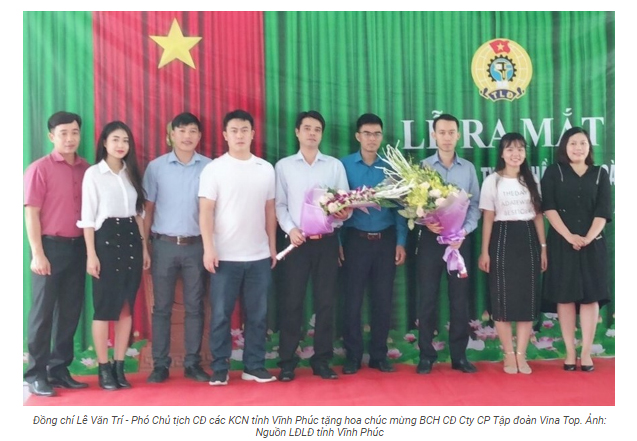 TLĐ
LỄ RA MẮT
Đồng chí Lê Văn Trí - Phó Chủ tịch CĐ các KCN tỉnh Vĩnh Phúc tặng hoa chúc mừng BCH CĐ Cty CP Tập đoàn Vina Top. Ảnh:
Nguồn LĐLĐ tỉnh Vĩnh Phúc